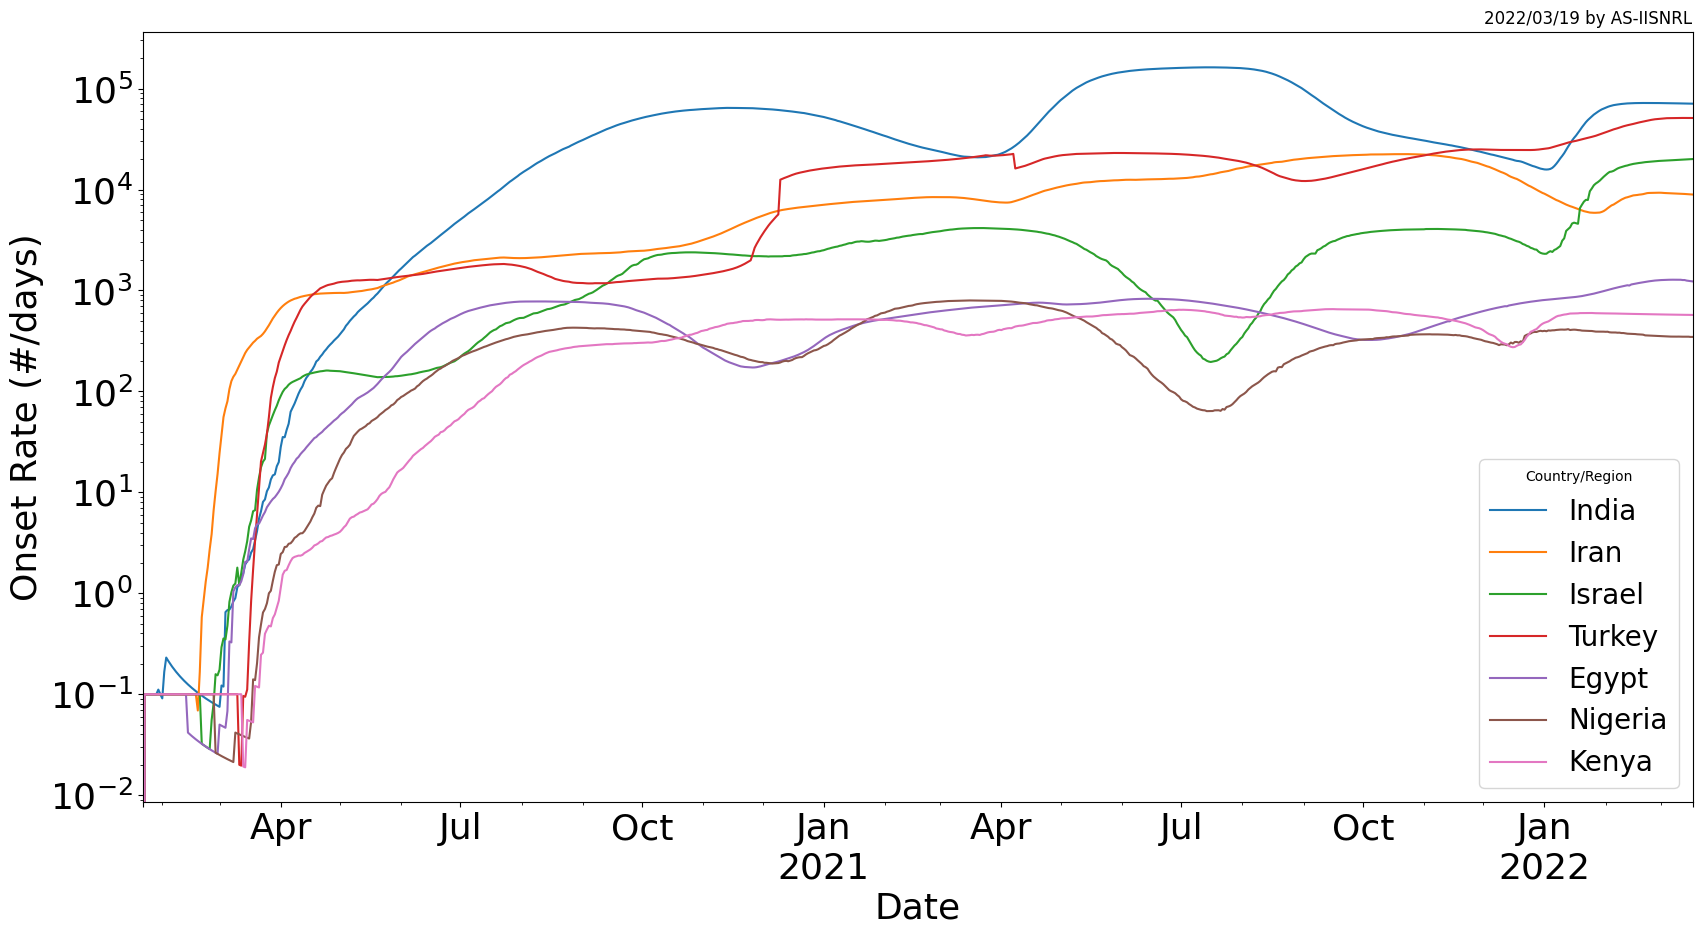 2022/03/19 by AS-IISNRL
Onset Rate (#/days)
10^5
10^4
10^3
10^2
10^1
10^0
10^-1
10^-2
Country/Region
India
Iran
Israel
Turkey
Egypt
Nigeria
Kenya
Apr Jul Oct Jan Apr Jul Oct Jan
2021 2022
Date